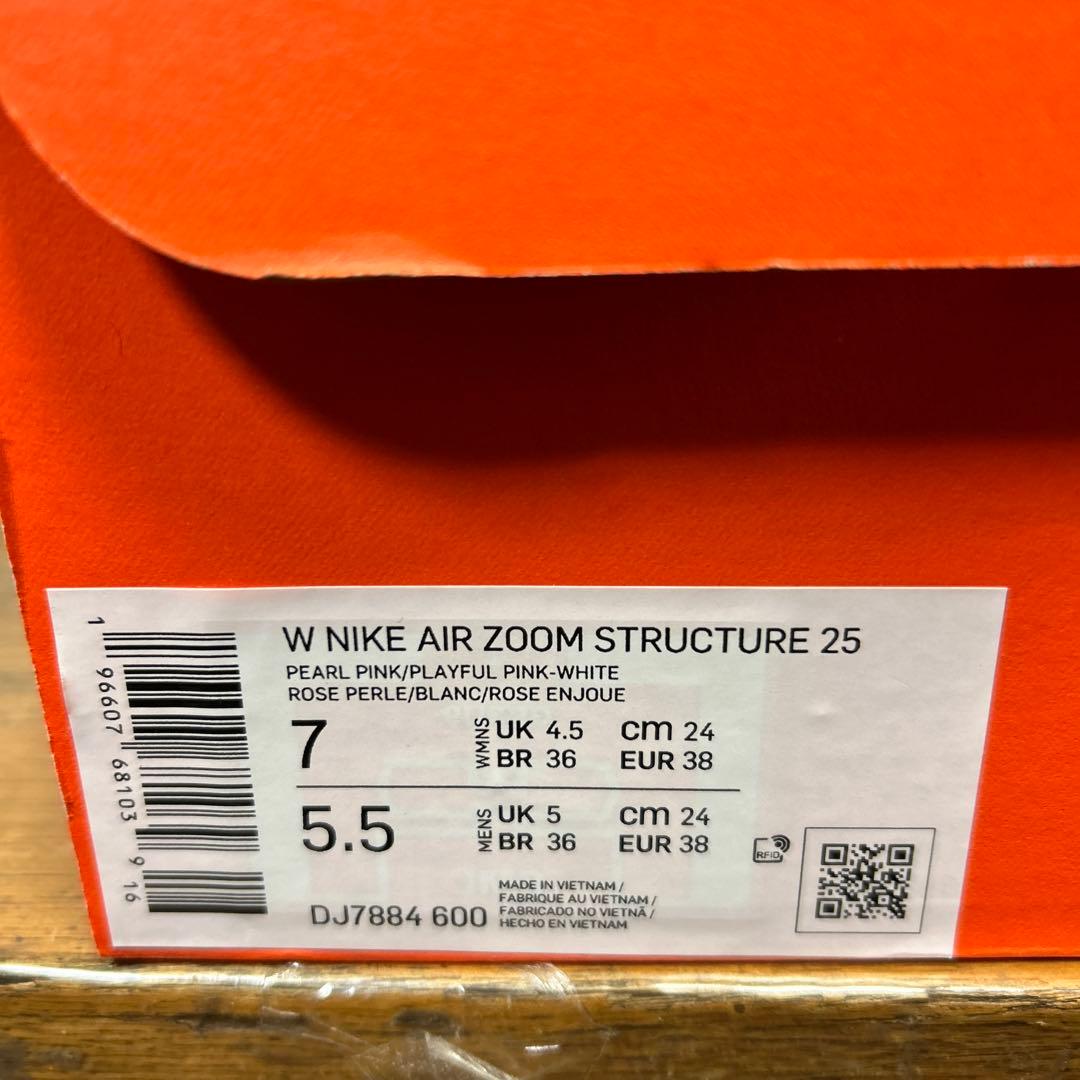 W NIKE AIR ZOOM STRUCTURE 25
PEARL PINK/PLAYFUL PINK-WHITE
ROSE PERLE/BLANC/ROSE ENJOUE
7 WMNS UK 4.5 cm 24
BR 36 EUR 38
5.5 MENS UK 5 cm 24
BR 36 EUR 38
RFID
MADE IN VIETNAM /
FABRIQUE AU VIETNAM /
FABRICADO NO VIETNÃ /
HECHO EN VIETNAM
DJ7884 600
1 96607 68103 9 16